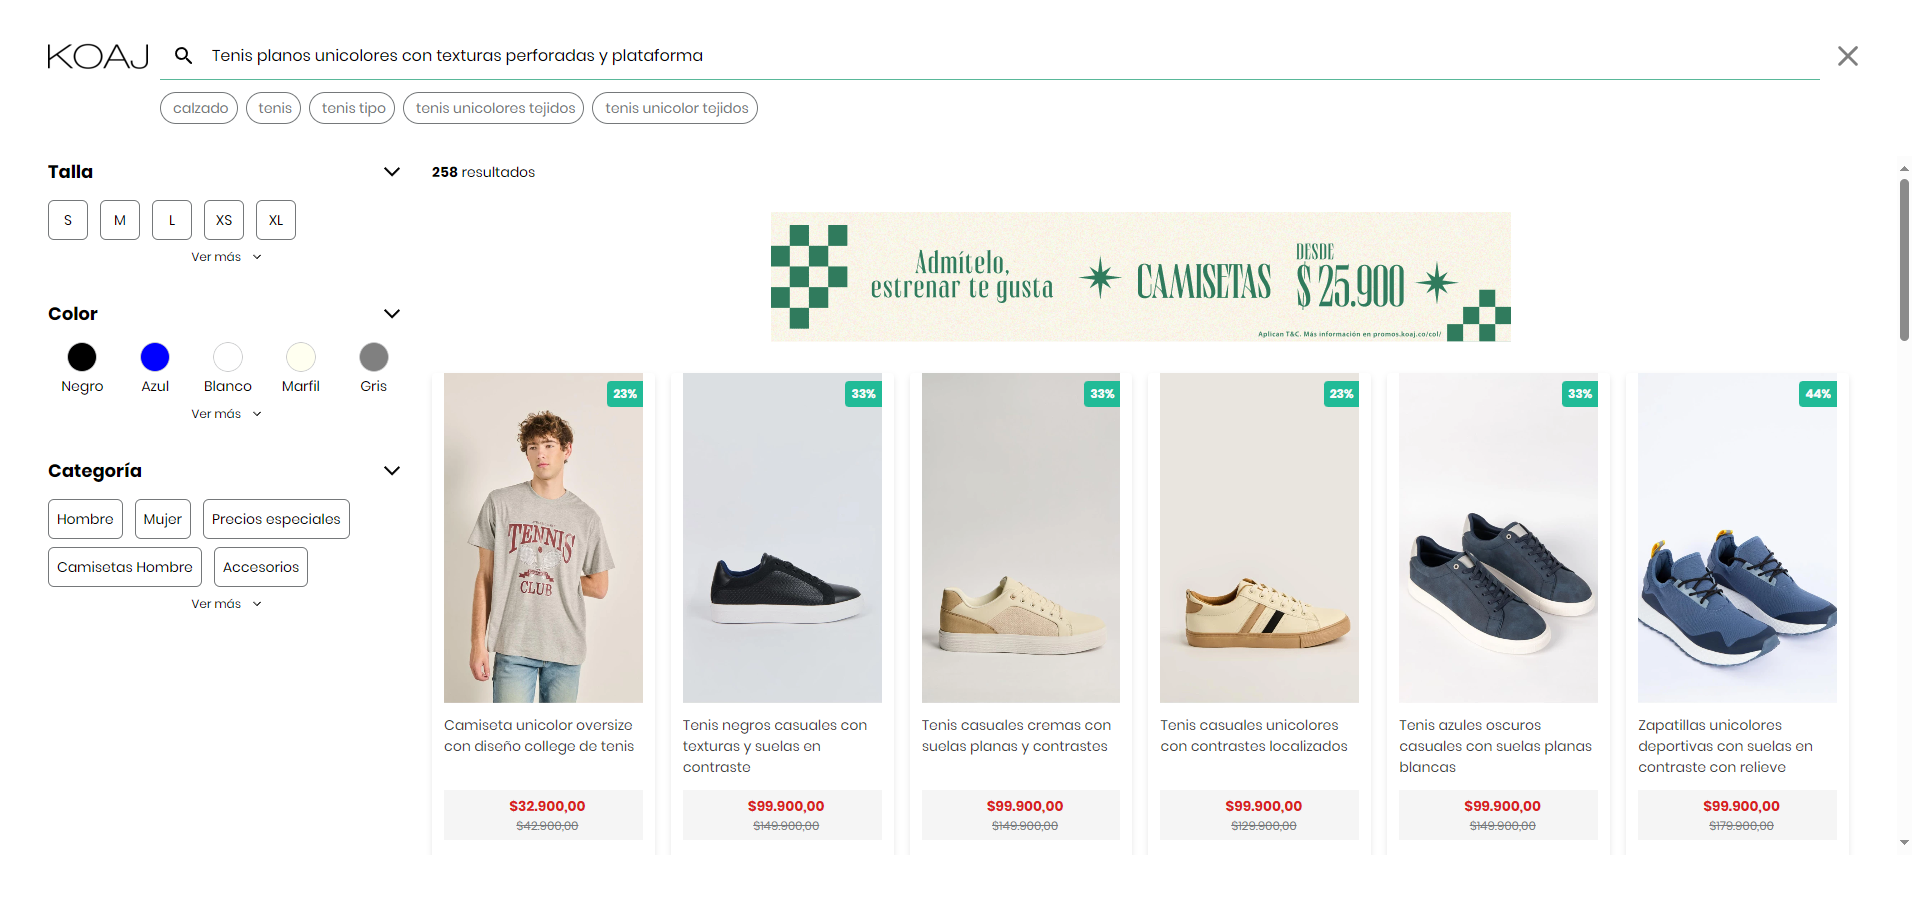 KOAJ
Tenis planos unicolores con texturas perforadas y plataforma
calzado
tenis
tenis tipo
tenis unicolores tejidos
tenis unicolor tejidos
Talla
S
M
L
XS
XL
Ver más
Color
Negro
Azul
Blanco
Marfil
Gris
Ver más
Categoría
Hombre
Mujer
Precios especiales
Camisetas Hombre
Accesorios
Ver más
258 resultados
Admítelo,
estrenar te gusta
CAMISETAS
DESDE
$ 25.900
Aplican T&C. Más información en promos.koaj.co/col/
23%
TENNIS
CLUB
Camiseta unicolor oversize
con diseño college de tenis
$32.900,00
$42.900,00
33%
Tenis negros casuales con
texturas y suelas en
contraste
$99.900,00
$149.900,00
33%
Tenis casuales cremas con
suelas planas y contrastes
$99.900,00
$149.900,00
23%
Tenis casuales unicolores
con contrastes localizados
$99.900,00
$129.900,00
33%
Tenis azules oscuros
casuales con suelas planas
blancas
$99.900,00
$149.900,00
44%
Zapatillas unicolores
deportivas con suelas en
contraste con relieve
$99.900,00
$179.900,00